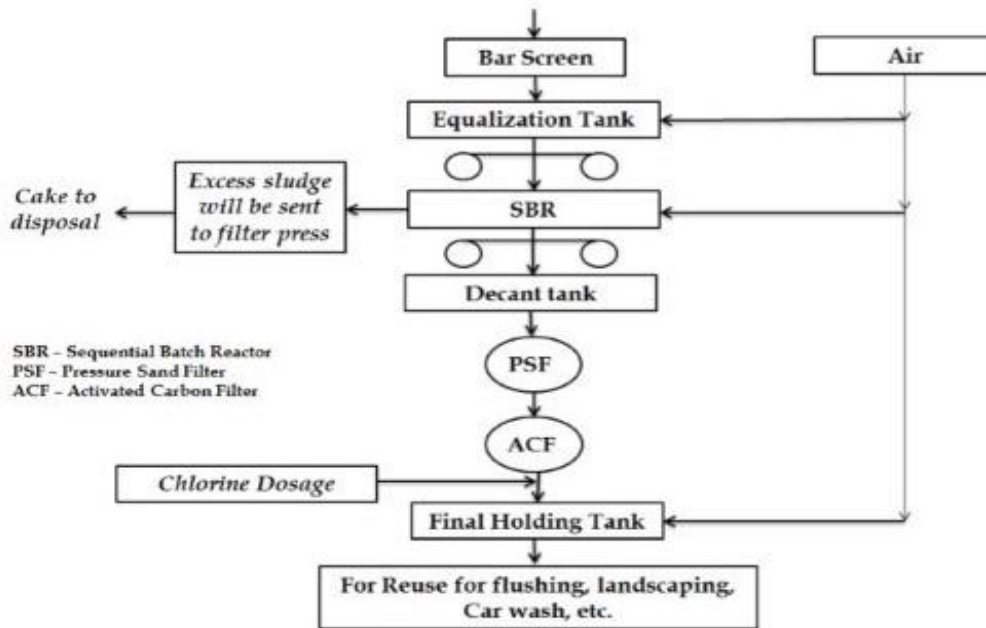 Bar Screen
Air
Equalization Tank
Excess sludge
will be sent
to filter press
Cake to
disposal
SBR
Decant tank
SBR – Sequential Batch Reactor
PSF – Pressure Sand Filter
ACF – Activated Carbon Filter
PSF
ACF
Chlorine Dosage
Final Holding Tank
For Reuse for flushing, landscaping,
Car wash, etc.